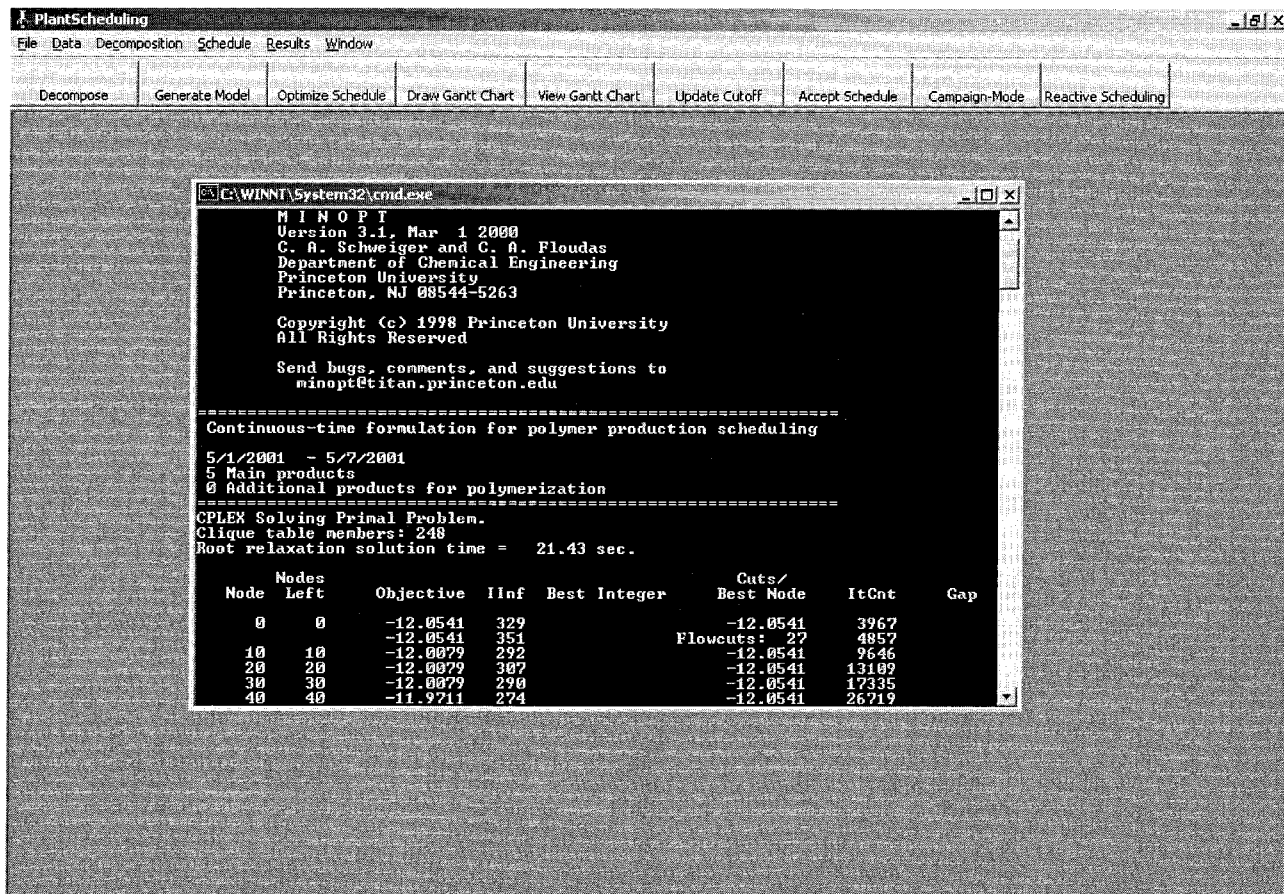 PlantScheduling
File Data Decomposition Schedule Results Window
Decompose Generate Model Optimize Schedule Draw Gantt Chart View Gantt Chart Update Cutoff Accept Schedule Campaign-Mode Reactive Scheduling
C:\WINNT\System32\cmd.exe
M I N O P T
Version 3.1, Mar 1 2000
C. A. Schweiger and C. A. Floudas
Department of Chemical Engineering
Princeton University
Princeton, NJ 08544-5263
Copyright (c) 1998 Princeton University
All Rights Reserved
Send bugs, comments, and suggestions to
minopt@titan.princeton.edu
==================================================================
Continuous-time formulation for polymer production scheduling
5/1/2001 - 5/7/2001
5 Main products
0 Additional products for polymerization
==================================================================
CPLEX Solving Primal Problem.
Clique table members: 248
Root relaxation solution time = 21.43 sec.
Nodes Cuts/
Node Left Objective IInf Best Integer Best Node ItCnt Gap
0 0 -12.0541 329 -12.0541 3967
-12.0541 351 Flowcuts: 27 4857
10 10 -12.0079 292 -12.0541 9646
20 20 -12.0079 307 -12.0541 13109
30 30 -12.0079 290 -12.0541 17335
40 40 -11.9711 274 -12.0541 26719